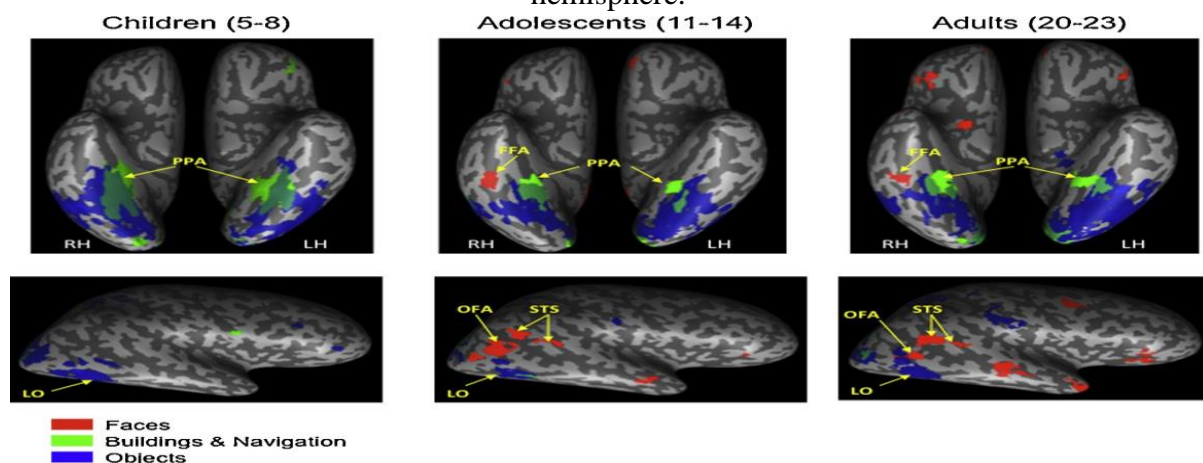 hemisphere.
Children (5-8)
Adolescents (11-14)
Adults (20-23)
PPA
RH
LH
FFA
PPA
RH
LH
FFA
PPA
RH
LH
LO
OFA
STS
LO
OFA
STS
LO
Faces
Buildings & Navigation
Objects